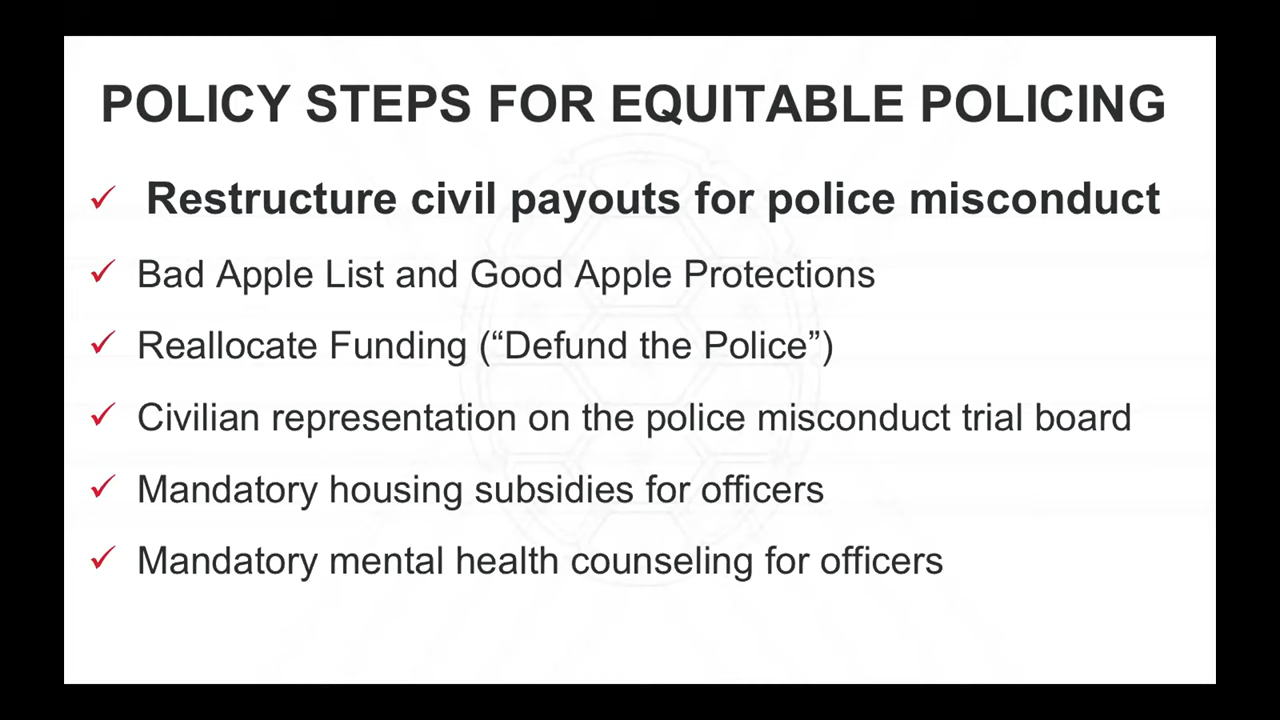 POLICY STEPS FOR EQUITABLE POLICING
✓ Restructure civil payouts for police misconduct
✓ Bad Apple List and Good Apple Protections
✓ Reallocate Funding (“Defund the Police”)
✓ Civilian representation on the police misconduct trial board
✓ Mandatory housing subsidies for officers
✓ Mandatory mental health counseling for officers